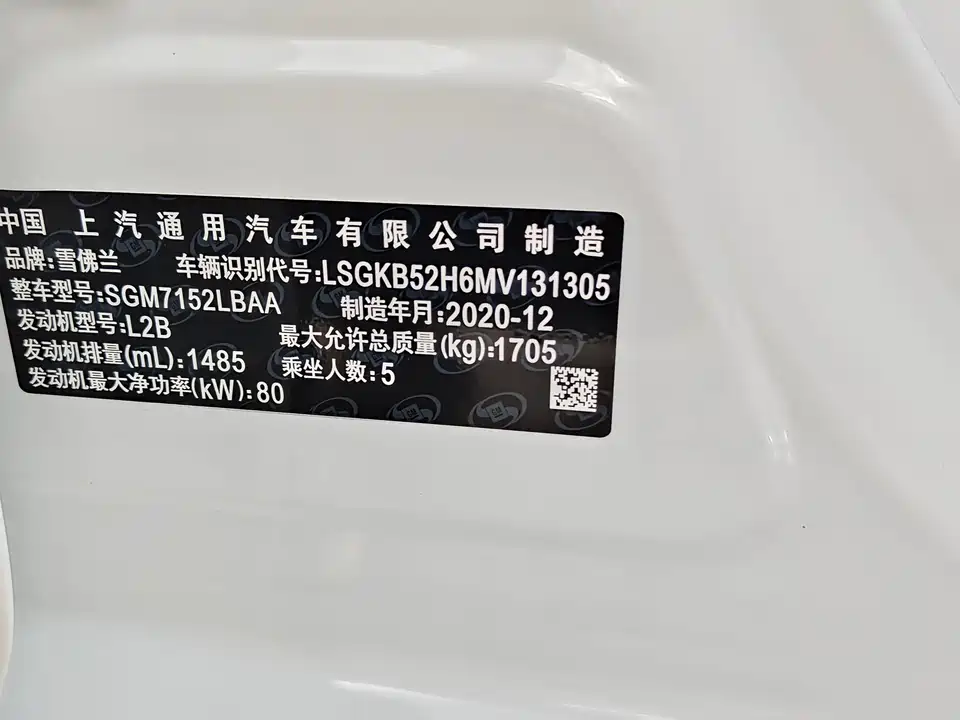 中国 上汽通用汽车有限公司制造
品牌:雪佛兰 车辆识别代号:LSGKB52H6MV131305
整车型号:SGM7152LBAA 制造年月:2020-12
发动机型号:L2B 最大允许总质量(kg):1705
发动机排量(mL):1485 乘坐人数:5
发动机最大净功率(kW):80